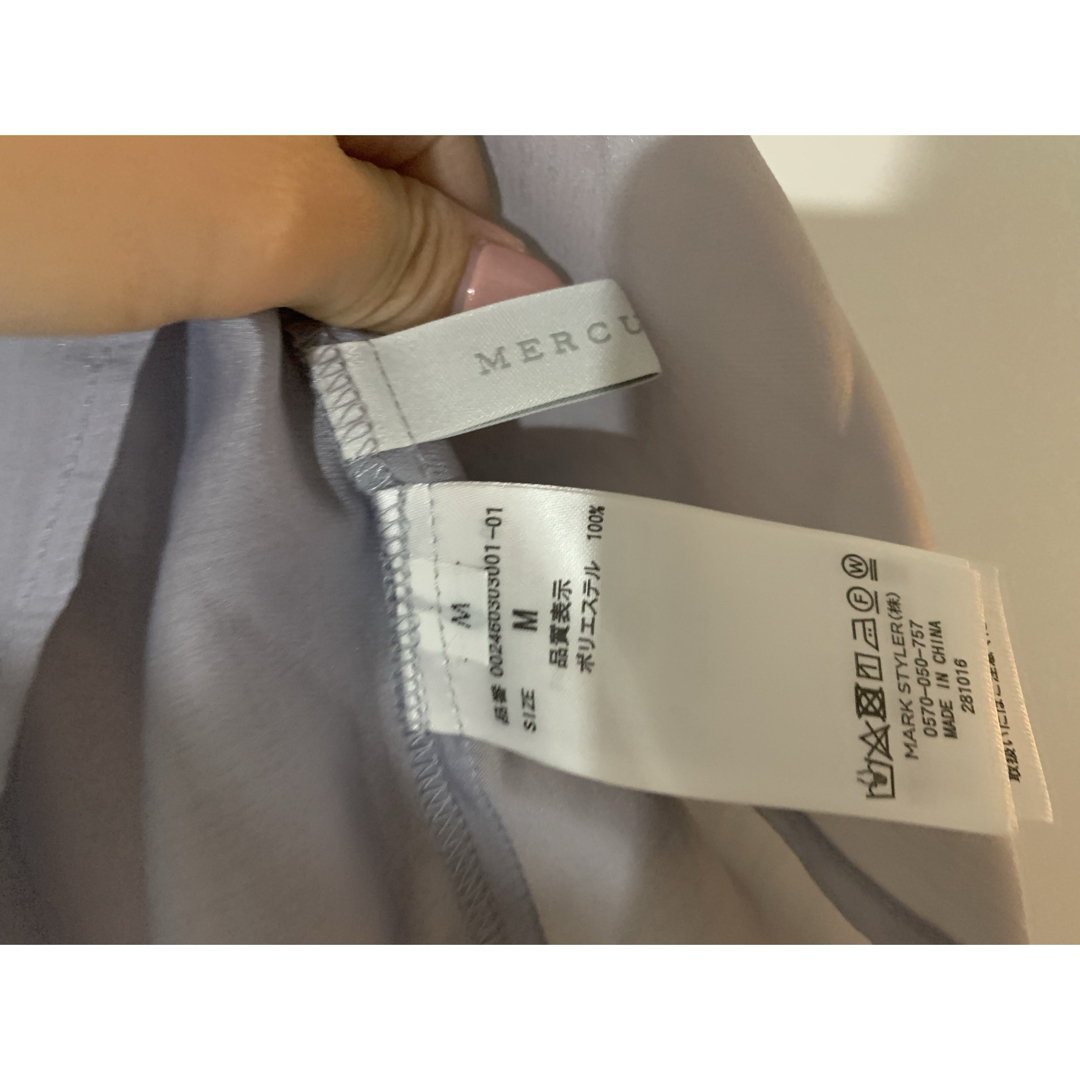 MERCU
M
品番 002460303001-01
SIZE M
品質表示
ポリエステル 100%
MARK STYLER(株)
0570-050-757
MADE IN CHINA
281016